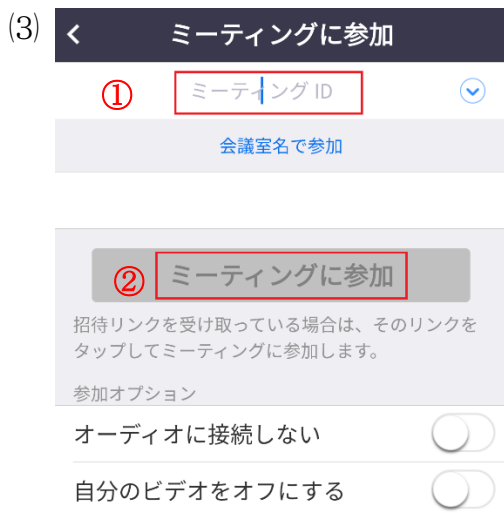 (3)
ミーティングに参加
① ミーティング ID
会議室名で参加
② ミーティングに参加
招待リンクを受け取っている場合は、そのリンクを
タップしてミーティングに参加します。
参加オプション
オーディオに接続しない
自分のビデオをオフにする